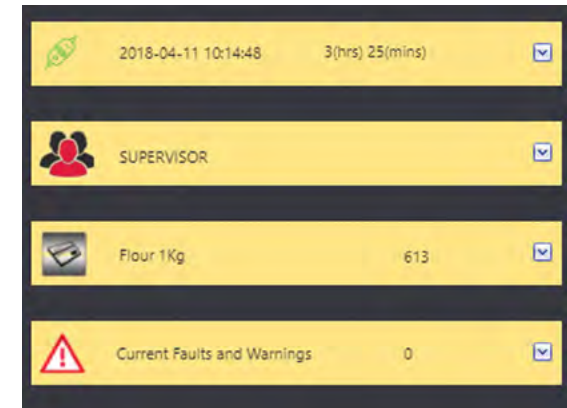 2018-04-11 10:14:48 3(hrs) 25(mins)
SUPERVISOR
Flour 1Kg 613
Current Faults and Warnings 0